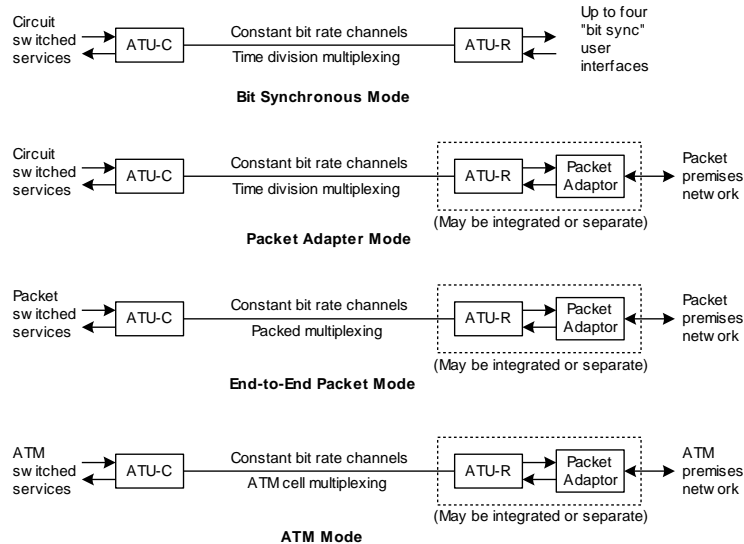 Circuit
switched
services
ATU-C
Constant bit rate channels
Time division multiplexing
ATU-R
Up to four
"bit sync"
user
interfaces
Bit Synchronous Mode
Circuit
switched
services
ATU-C
Constant bit rate channels
Time division multiplexing
ATU-R
Packet
Adaptor
Packet
premises
network
(May be integrated or separate)
Packet Adapter Mode
Packet
switched
services
ATU-C
Constant bit rate channels
Packed multiplexing
ATU-R
Packet
Adaptor
Packet
premises
network
(May be integrated or separate)
End-to-End Packet Mode
ATM
switched
services
ATU-C
Constant bit rate channels
ATM cell multiplexing
ATU-R
Packet
Adaptor
ATM
premises
network
(May be integrated or separate)
ATM Mode